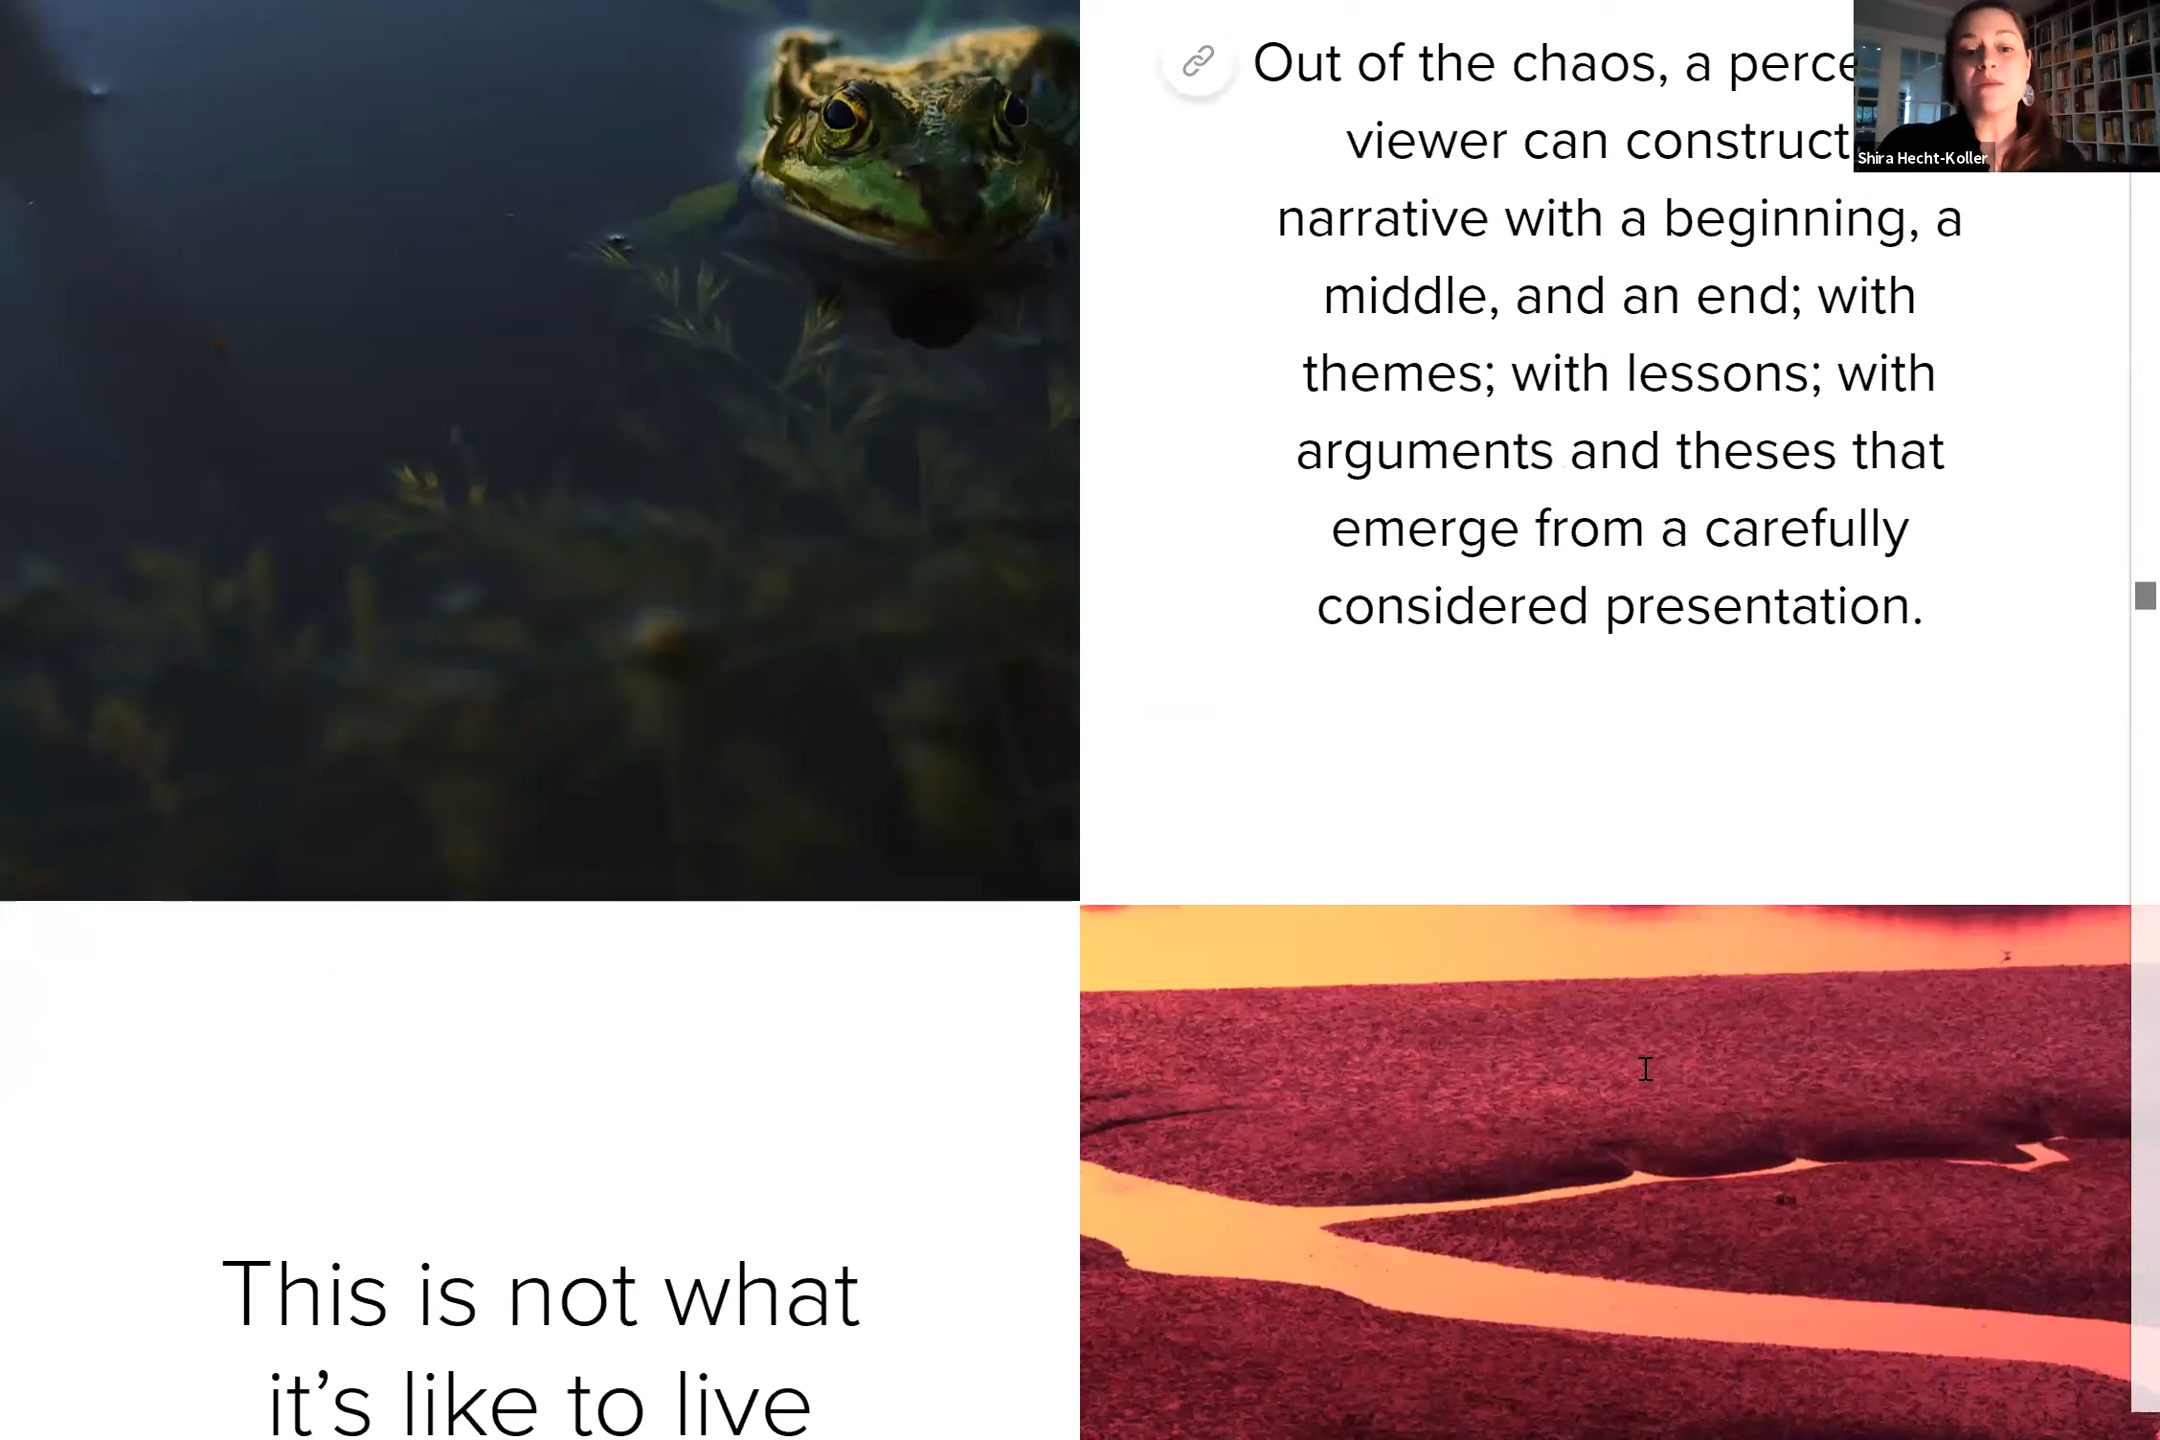 Out of the chaos, a
viewer can construct
narrative with a beginning, a
middle, and an end; with
themes; with lessons; with
arguments and theses that
emerge from a carefully
considered presentation.
Shira Hecht-Koller
This is not what
it’s like to live